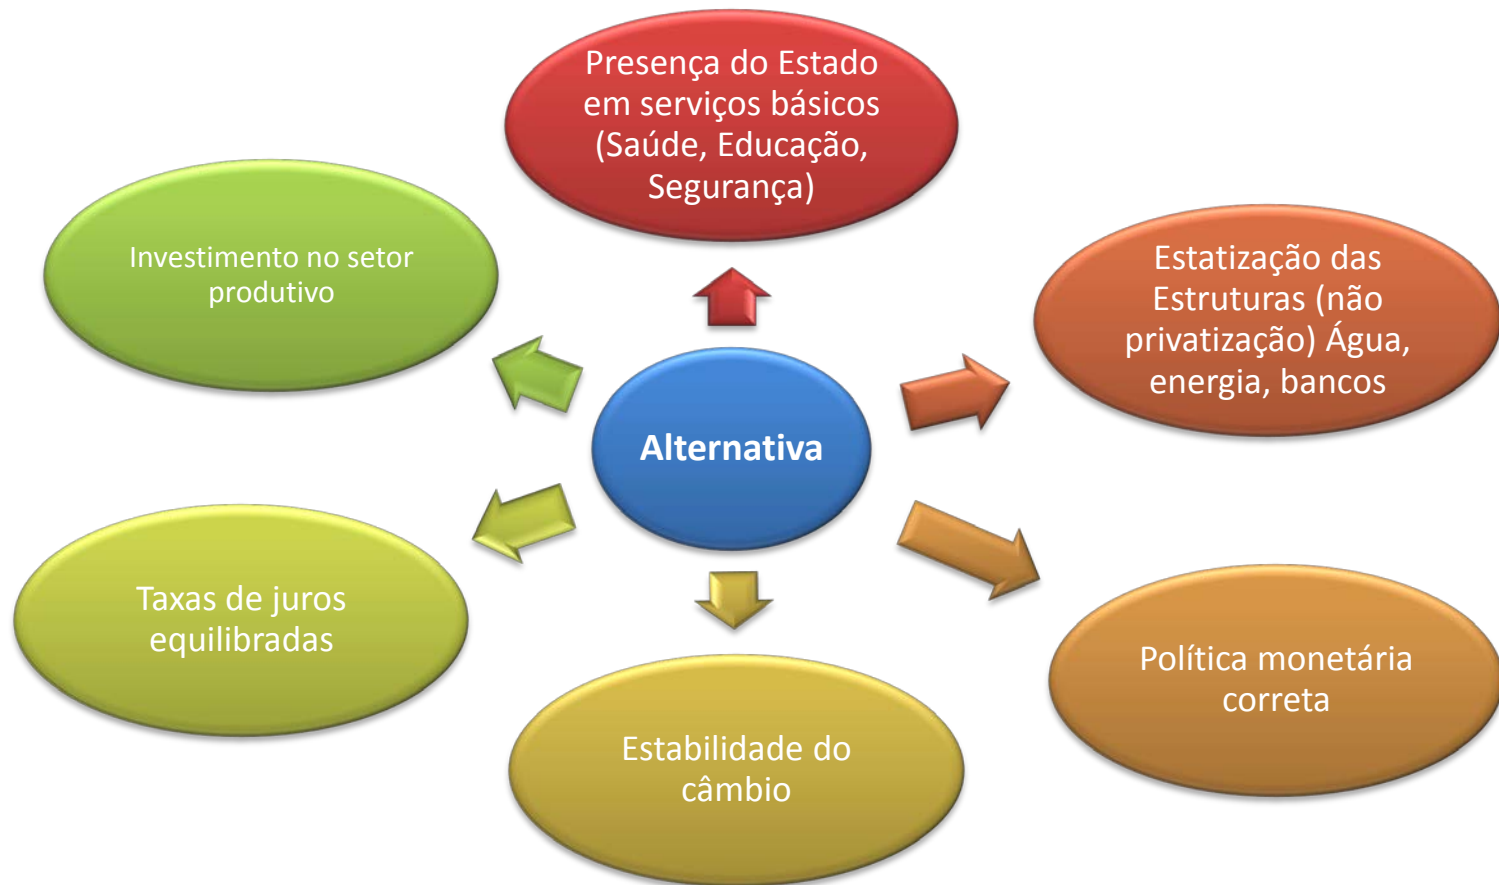 Presença do Estado
em serviços básicos
(Saúde, Educação,
Segurança)
Investimento no setor
produtivo
Estatização das
Estruturas (não
privatização) Água,
energia, bancos
Alternativa
Taxas de juros
equilibradas
Política monetária
correta
Estabilidade do
câmbio